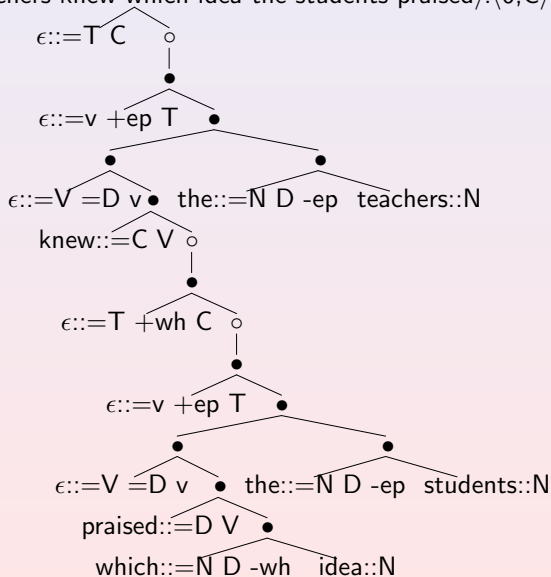 chers knew which idea the students praised/:⟨0,C⟩
ϵ::=T C
ϵ::=v +ep T
ϵ::=V =D v the::=N D -ep teachers::N
knew::=C V
ϵ::=T +wh C
ϵ::=v +ep T
ϵ::=V =D v the::=N D -ep students::N
praised::=D V
which::=N D -wh idea::N